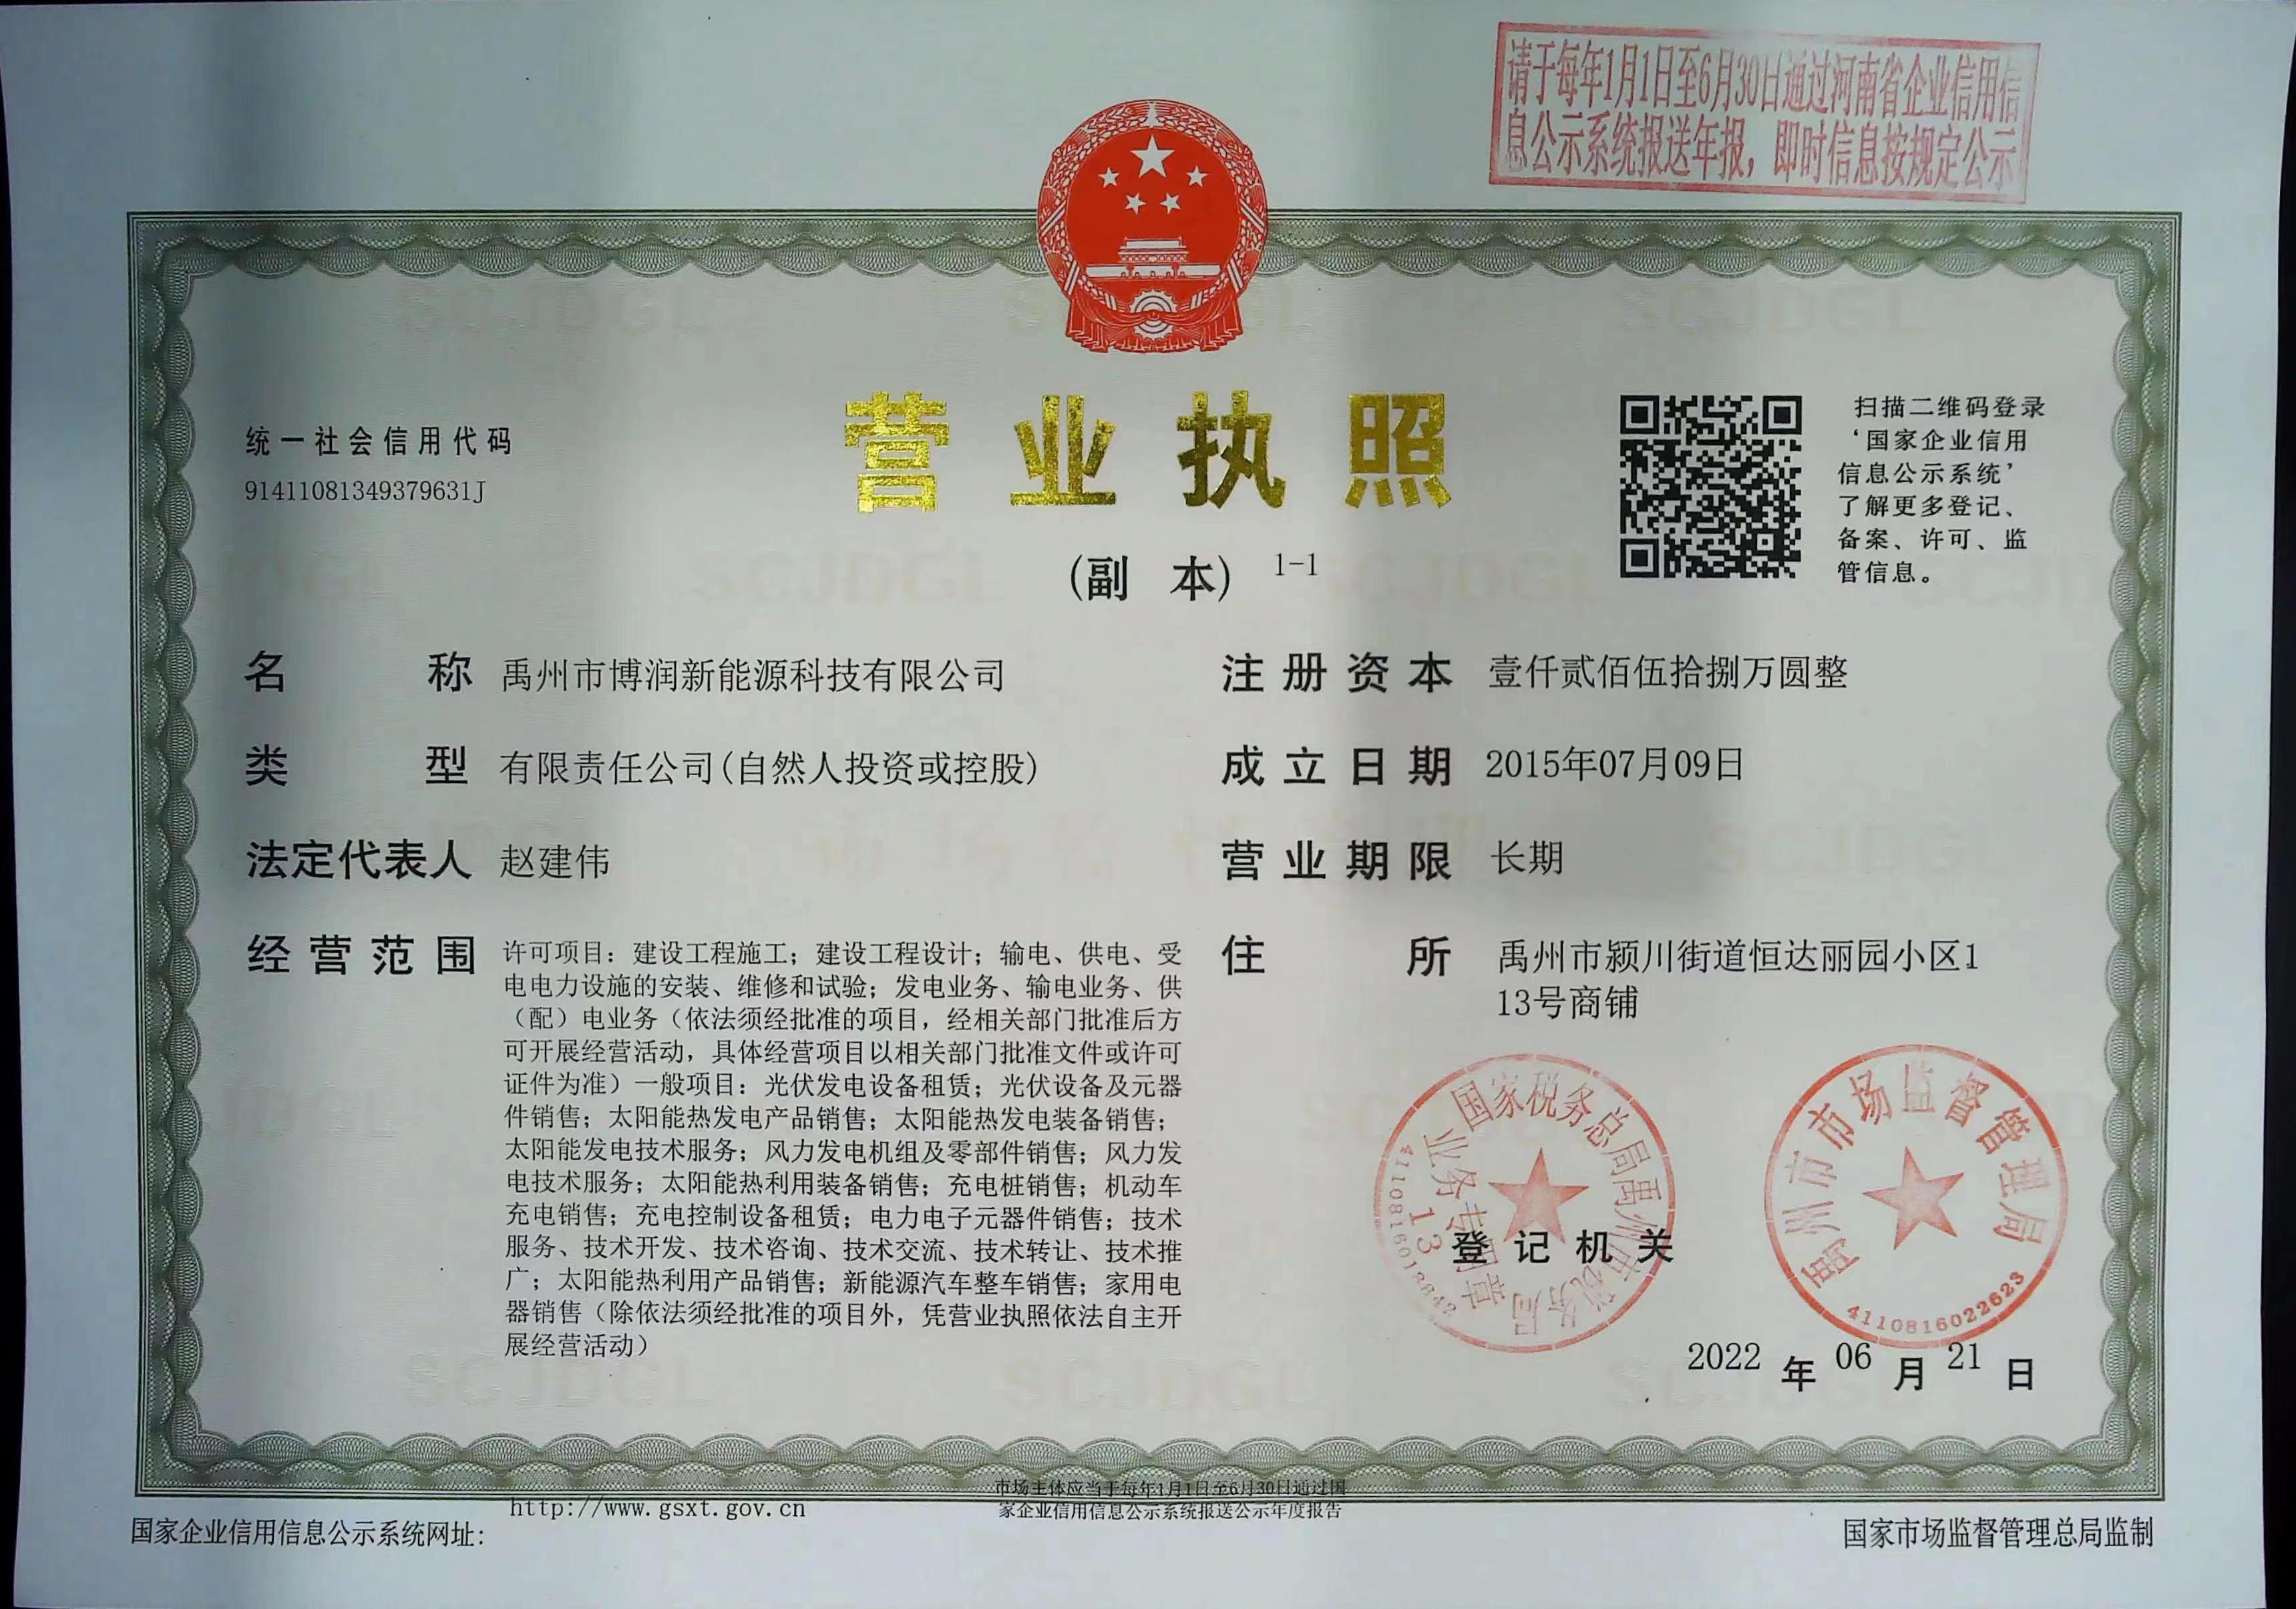 请于每年1月1日至6月30日通过河南省企业信用信
息公示系统报送年报，即时信息按规定公示
统一社会信用代码
91411081349379631J
营业执照
(副 本) 1-1
扫描二维码登录
‘国家企业信用
信息公示系统’
了解更多登记、
备案、许可、监
管信息。
名 称 禹州市博润新能源科技有限公司
类 型 有限责任公司(自然人投资或控股)
法定代表人 赵建伟
经营范围 许可项目：建设工程施工；建设工程设计；输电、供电、受
电电力设施的安装、维修和试验；发电业务、输电业务、供
（配）电业务（依法须经批准的项目，经相关部门批准后方
可开展经营活动，具体经营项目以相关部门批准文件或许可
证件为准）一般项目：光伏发电设备租赁；光伏设备及元器
件销售；太阳能热发电产品销售；太阳能热发电装备销售；
太阳能发电技术服务；风力发电机组及零部件销售；风力发
电技术服务；太阳能热利用装备销售；充电桩销售；机动车
充电销售；充电控制设备租赁；电力电子元器件销售；技术
服务、技术开发、技术咨询、技术交流、技术转让、技术推
广；太阳能热利用产品销售；新能源汽车整车销售；家用电
器销售（除依法须经批准的项目外，凭营业执照依法自主开
展经营活动）
注册资本 壹仟贰佰伍拾捌万圆整
成立日期 2015年07月09日
营业期限 长期
住 所 禹州市颍川街道恒达丽园小区1
13号商铺
国家税务总局禹州市税务局
业务专用章
13
4110816018842
禹州市市场监督管理局
4110816022623
登记机关
2022 年 06 月 21 日
国家企业信用信息公示系统网址：
http://www.gsxt.gov.cn
市场主体应当于每年1月1日至6月30日通过国
家企业信用信息公示系统报送公示年度报告
国家市场监督管理总局监制
SCJDGL